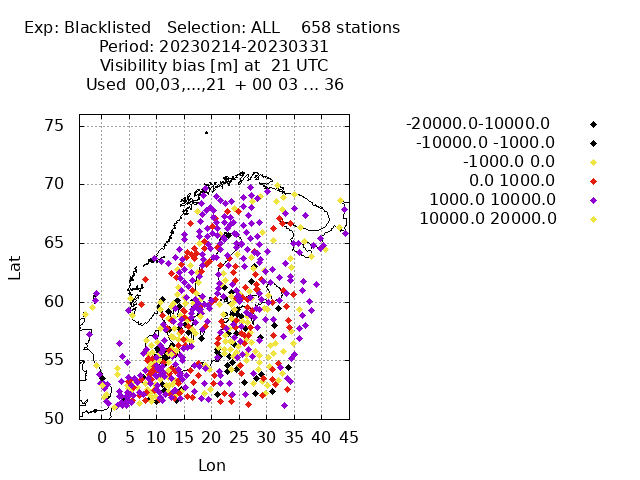 Exp: Blacklisted Selection: ALL 658 stations
Period: 20230214-20230331
Visibility bias [m] at 21 UTC
Used 00,03,...,21 + 00 03 ... 36
-20000.0-10000.0
-10000.0 -1000.0
-1000.0 0.0
0.0 1000.0
1000.0 10000.0
10000.0 20000.0
75
70
65
60
55
50
Lat
0 5 10 15 20 25 30 35 40 45
Lon